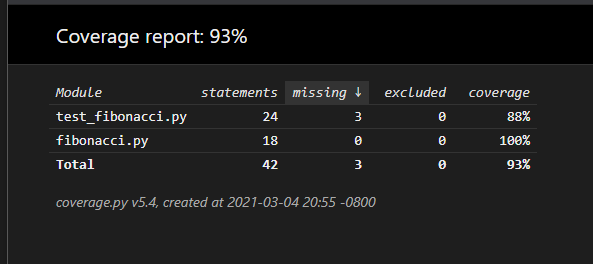 Coverage report: 93%
Module statements missing ↓ excluded coverage
test_fibonacci.py 24 3 0 88%
fibonacci.py 18 0 0 100%
Total 42 3 0 93%
coverage.py v5.4, created at 2021-03-04 20:55 -0800